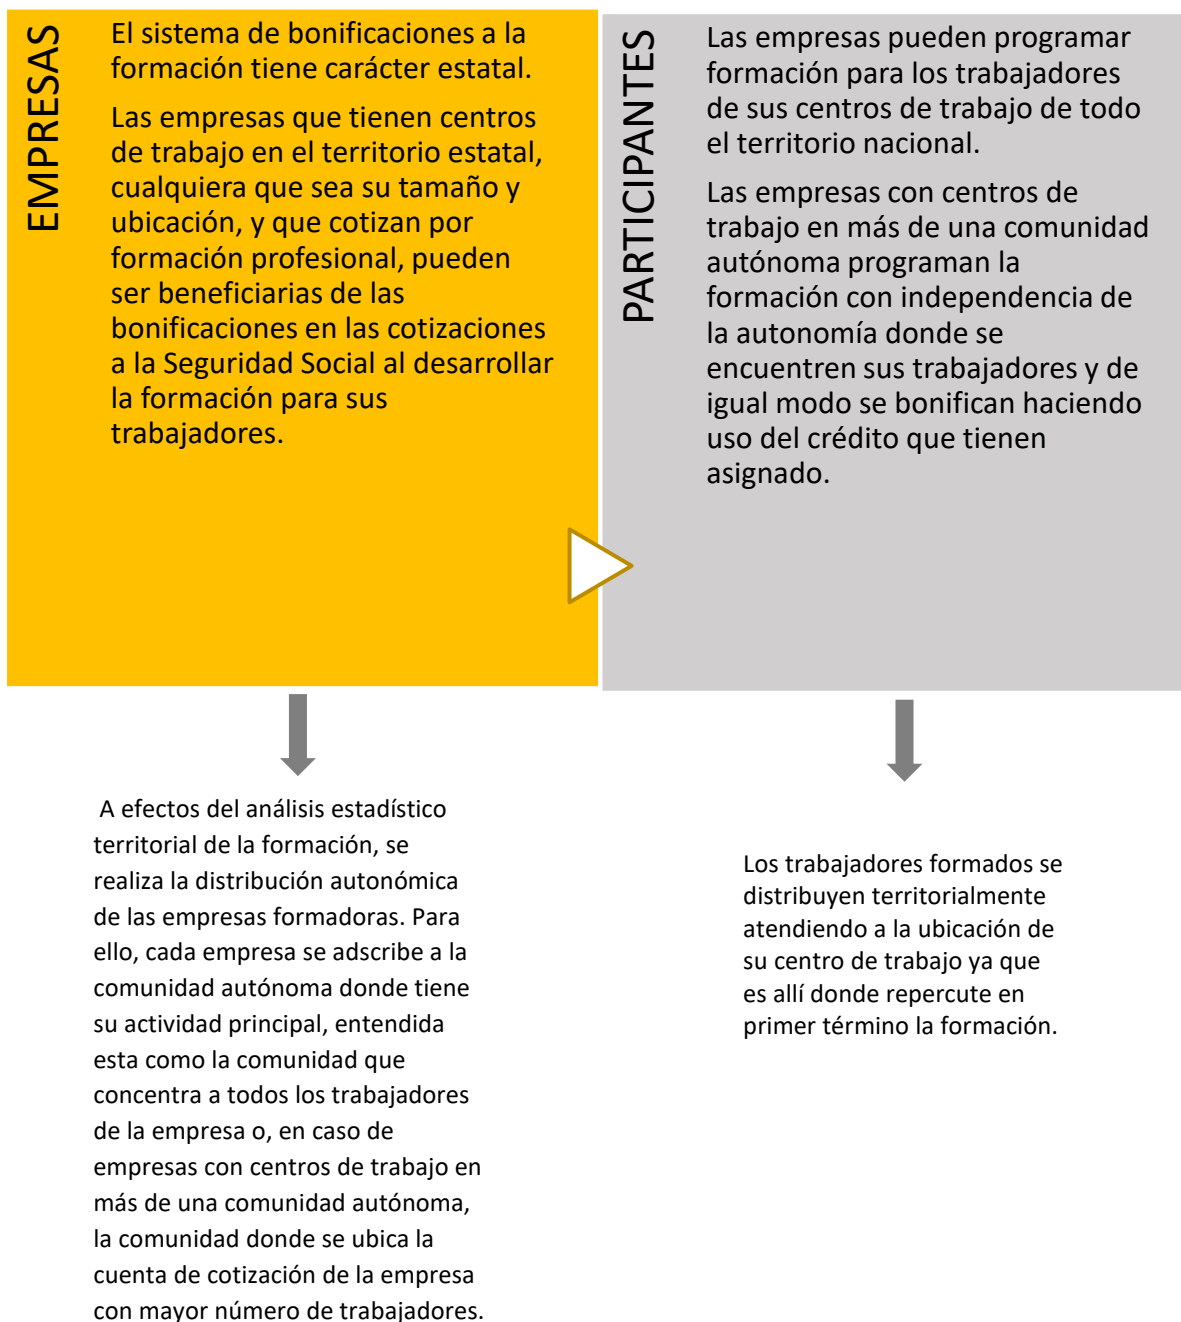 EMPRESAS
El sistema de bonificaciones a la
formación tiene carácter estatal.
Las empresas que tienen centros
de trabajo en el territorio estatal,
cualquiera que sea su tamaño y
ubicación, y que cotizan por
formación profesional, pueden
ser beneficiarias de las
bonificaciones en las cotizaciones
a la Seguridad Social al desarrollar
la formación para sus
trabajadores.
PARTICIPANTES
Las empresas pueden programar
formación para los trabajadores
de sus centros de trabajo de todo
el territorio nacional.
Las empresas con centros de
trabajo en más de una comunidad
autónoma programan la
formación con independencia de
la autonomía donde se
encuentren sus trabajadores y de
igual modo se bonifican haciendo
uso del crédito que tienen
asignado.
A efectos del análisis estadístico
territorial de la formación, se
realiza la distribución autonómica
de las empresas formadoras. Para
ello, cada empresa se adscribe a la
comunidad autónoma donde tiene
su actividad principal, entendida
esta como la comunidad que
concentra a todos los trabajadores
de la empresa o, en caso de
empresas con centros de trabajo en
más de una comunidad autónoma,
la comunidad donde se ubica la
cuenta de cotización de la empresa
con mayor número de trabajadores.
Los trabajadores formados se
distribuyen territorialmente
atendiendo a la ubicación de
su centro de trabajo ya que
es allí donde repercute en
primer término la formación.